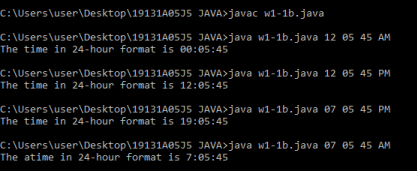 C:\Users\user\Desktop\19131A05J5 JAVA>javac w1-1b.java
C:\Users\user\Desktop\19131A05J5 JAVA>java w1-1b.java 12 05 45 AM
The time in 24-hour format is 00:05:45
C:\Users\user\Desktop\19131A05J5 JAVA>java w1-1b.java 12 05 45 PM
The time in 24-hour format is 12:05:45
C:\Users\user\Desktop\19131A05J5 JAVA>java w1-1b.java 07 05 45 PM
The time in 24-hour format is 19:05:45
C:\Users\user\Desktop\19131A05J5 JAVA>java w1-1b.java 07 05 45 AM
The atime in 24-hour format is 7:05:45